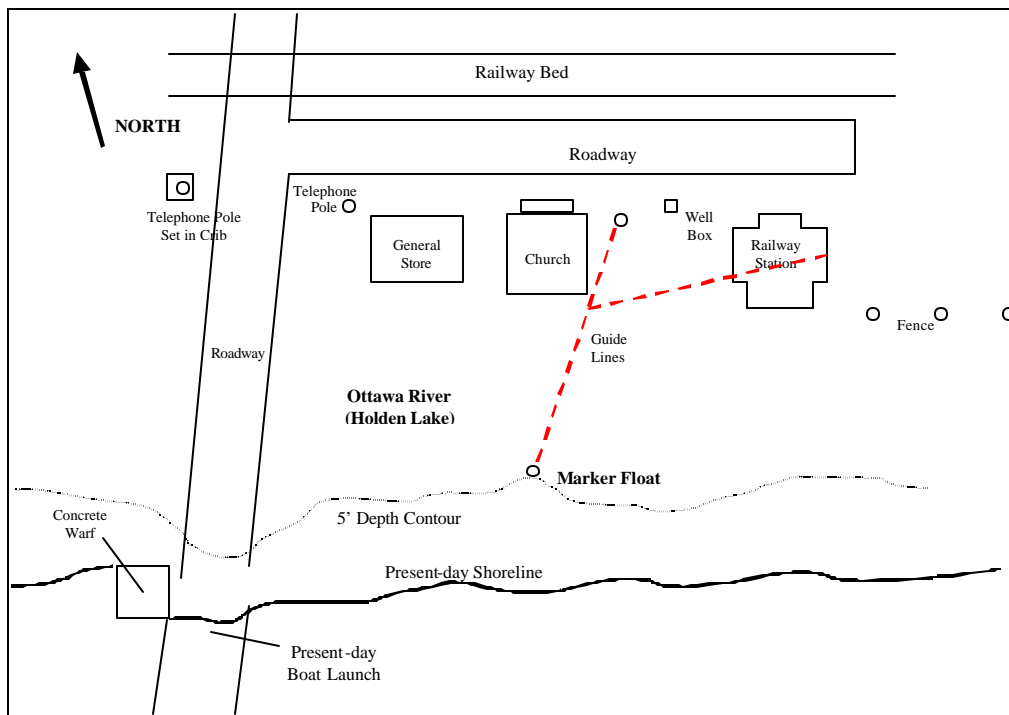 Railway Bed
NORTH
Roadway
Telephone Pole
Set in Crib
Telephone
Pole
General
Store
Church
Well
Box
Railway
Station
Fence
Guide
Lines
Roadway
Ottawa River
(Holden Lake)
Marker Float
5’ Depth Contour
Concrete
Warf
Present-day Shoreline
Present-day
Boat Launch